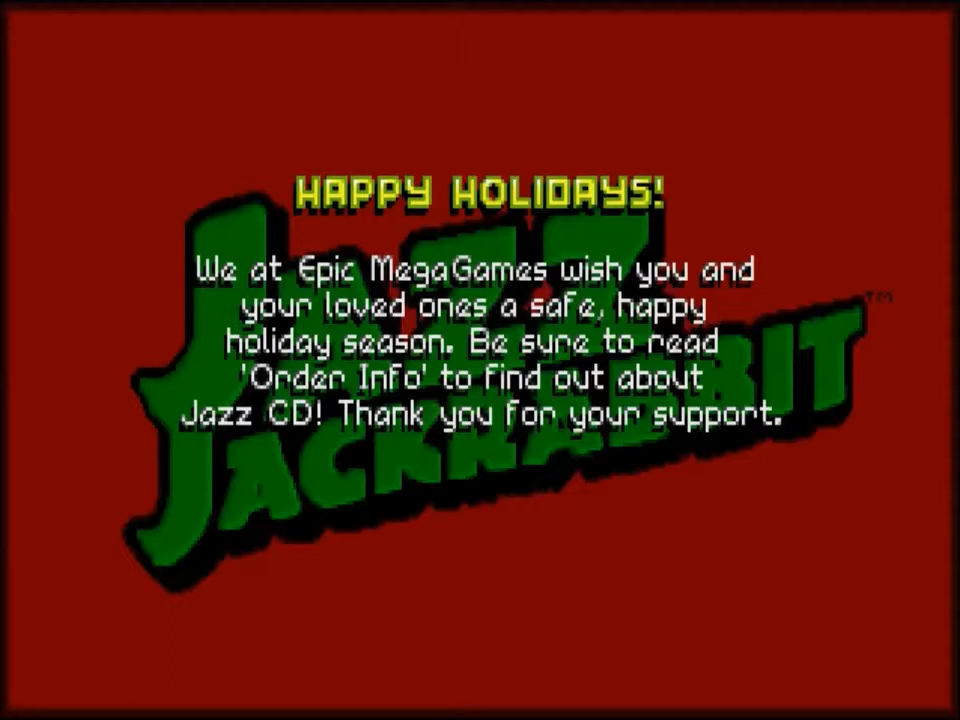 HAPPY HOLIDAYS!
We at Epic MegaGames wish you and
your loved ones a safe, happy
holiday season. Be sure to read
'Order Info' to find out about
Jazz CD! Thank you for your support.
JAZZ
JACKRABBIT
™